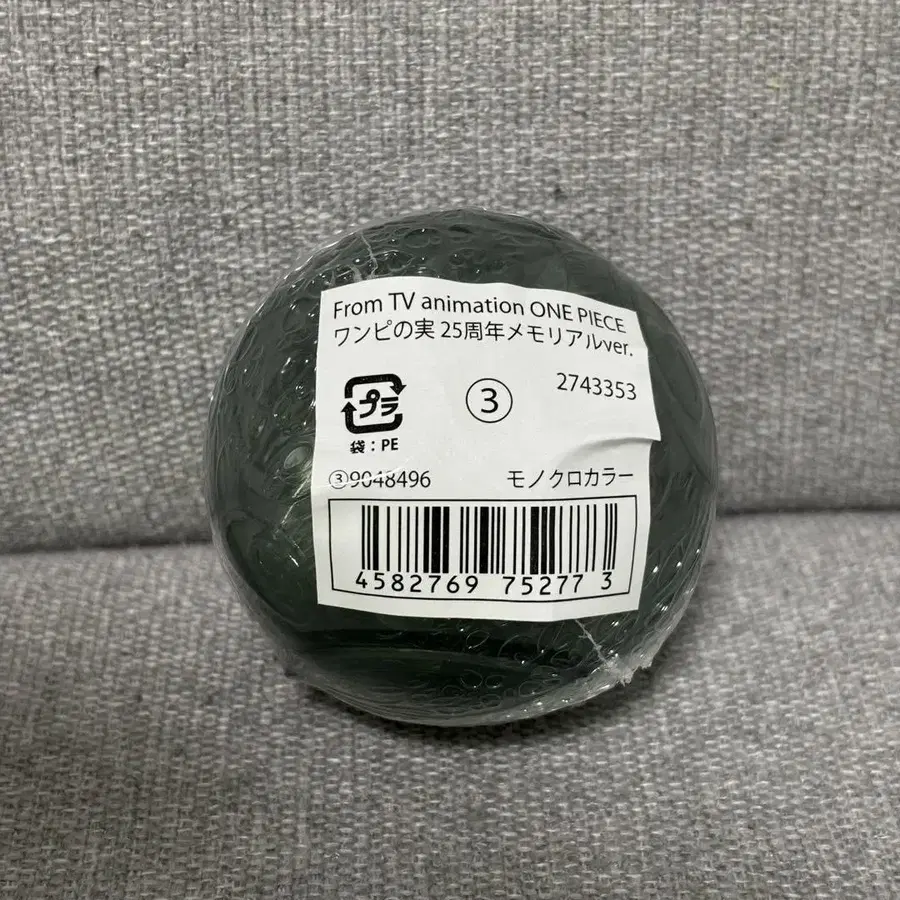 From TV animation ONE PIECE
ワンピの実 25周年メモリアルver.
プラ
③
2743353
袋：PE
③9048496
モノクロカラー
4582769 75277 3